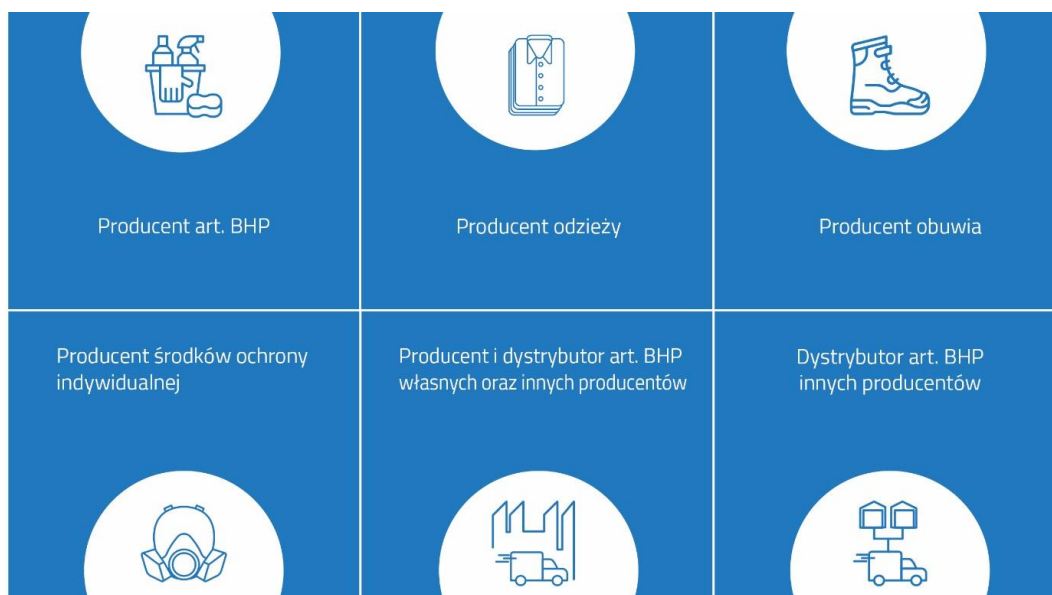 Producent art. BHP
Producent odzieży
Producent obuwia
Producent środków ochrony
indywidualnej
Producent i dystrybutor art. BHP
własnych oraz innych producentów
Dystrybutor art. BHP
innych producentów